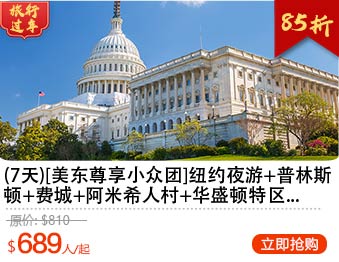 旅行
过年
85折
(7天)[美东尊享小众团]纽约夜游+普林斯
顿+费城+阿米希人村+华盛顿特区...
原价: $810
$689人/起
立即抢购